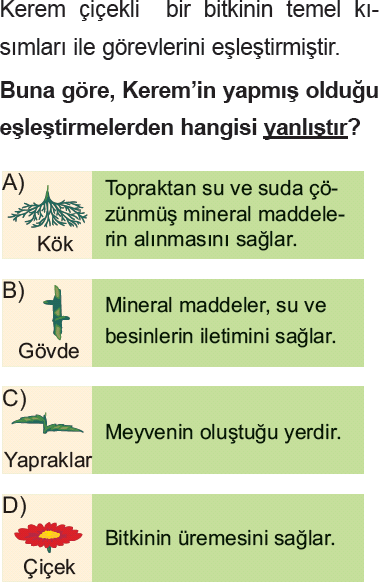 Kerem çiçekli bir bitkinin temel kı-
sımları ile görevlerini eşleştirmiştir.
Buna göre, Kerem'in yapmış olduğu
eşleştirmelerden hangisi yanlıştır?
A)
Kök
Topraktan su ve suda çö-
zünmüş mineral maddele-
rin alınmasını sağlar.
B)
Gövde
Mineral maddeler, su ve
besinlerin iletimini sağlar.
C)
Yapraklar
Meyvenin oluştuğu yerdir.
D)
Çiçek
Bitkinin üremesini sağlar.